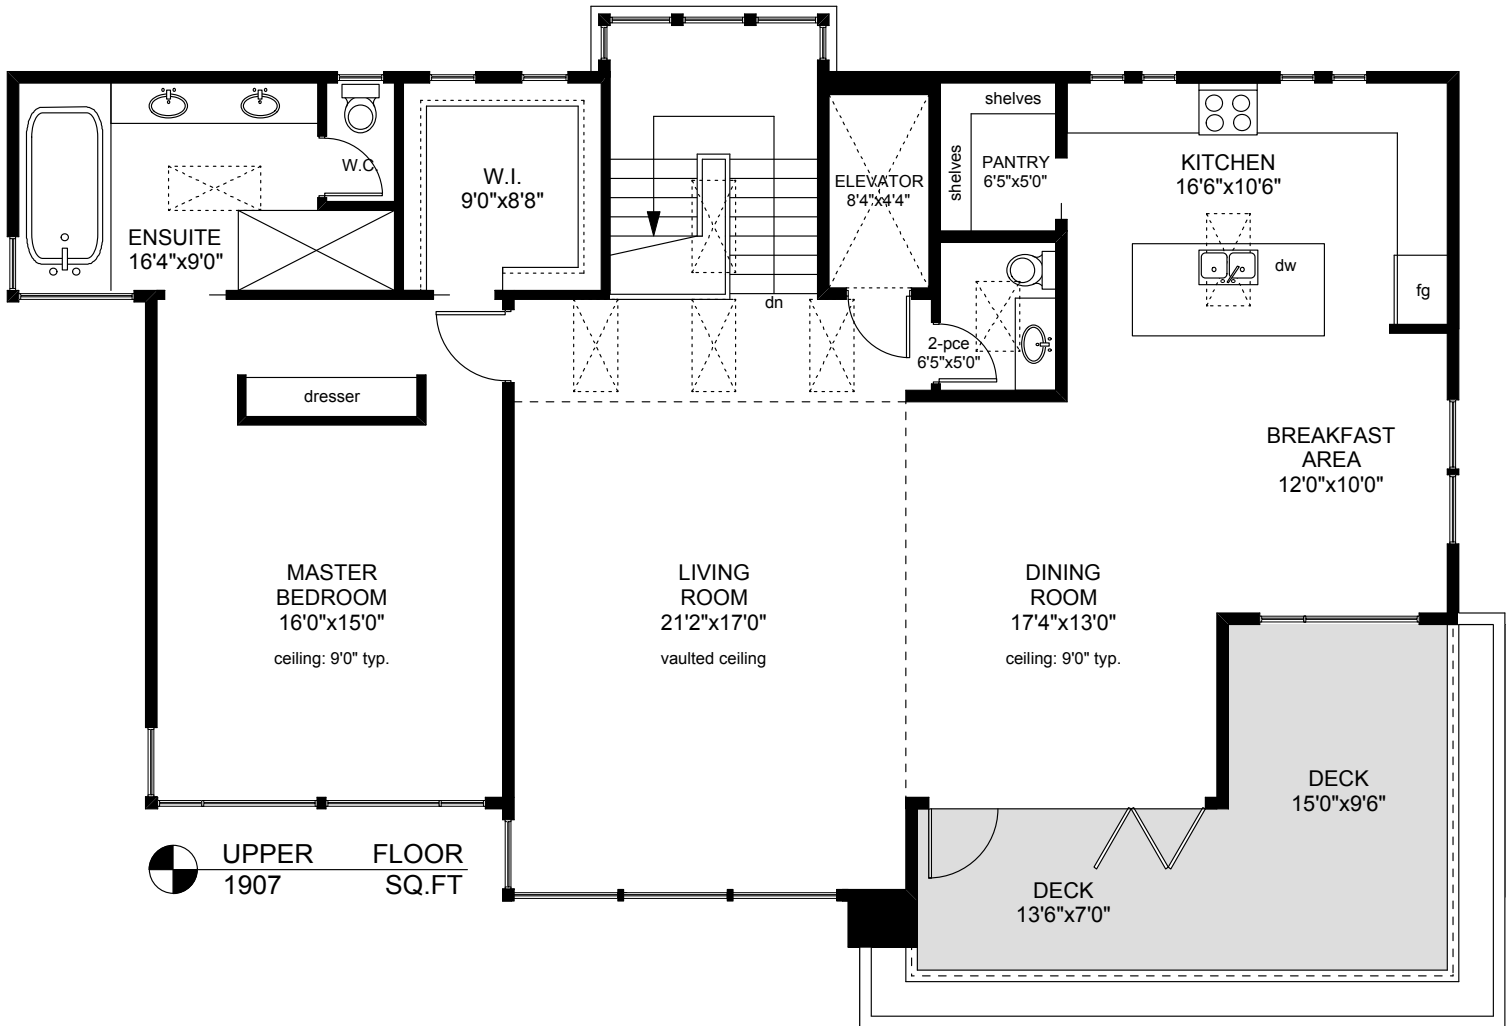 shelves
shelves
PANTRY
6'5"x5'0"
KITCHEN
16'6"x10'6"
W.C
W.I.
9'0"x8'8"
ELEVATOR
8'4"x4'4"
ENSUITE
16'4"x9'0"
dw
fg
dn
2-pce
6'5"x5'0"
dresser
BREAKFAST
AREA
12'0"x10'0"
MASTER
BEDROOM
16'0"x15'0"
ceiling: 9'0" typ.
LIVING
ROOM
21'2"x17'0"
vaulted ceiling
DINING
ROOM
17'4"x13'0"
ceiling: 9'0" typ.
DECK
15'0"x9'6"
DECK
13'6"x7'0"
UPPER FLOOR
1907 SQ.FT